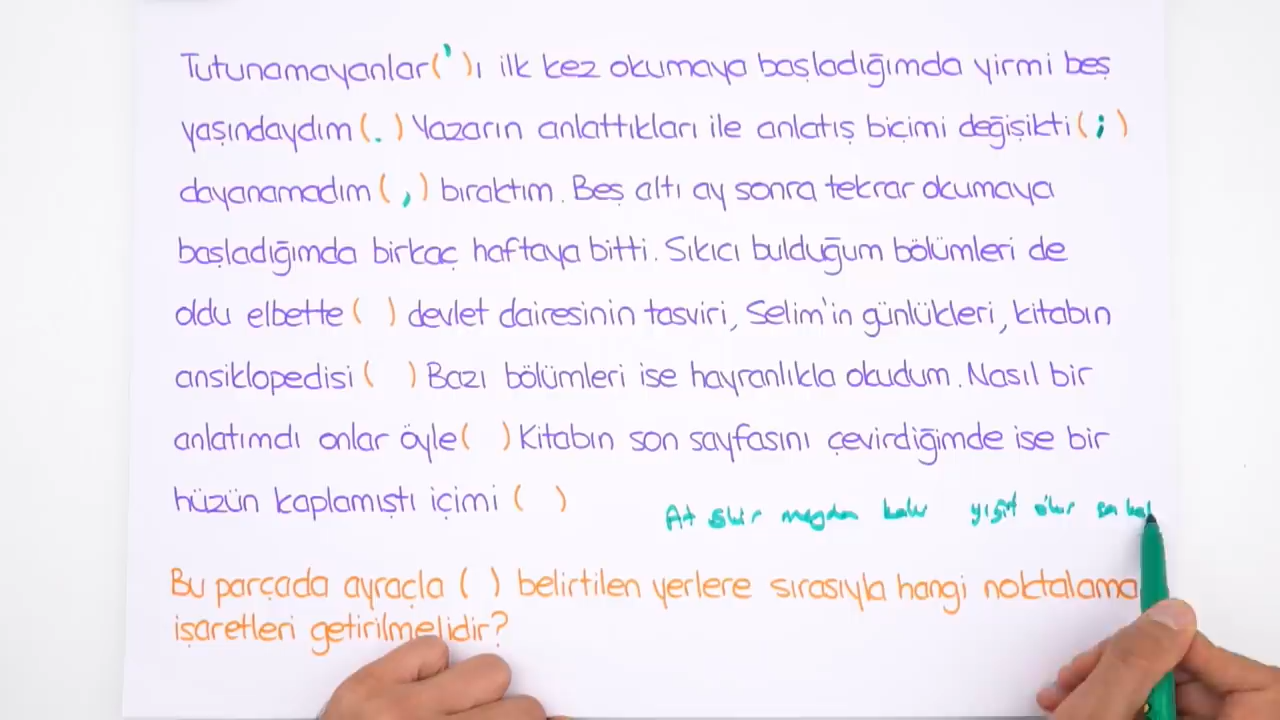 Tutunamayanlar(')ı ilk kez okumaya başladığımda yirmi beş
yaşındaydım (.) Yazarın anlattıkları ile anlatış biçimi değişikti (;)
dayanamadım (,) bıraktım. Beş altı ay sonra tekrar okumaya
başladığımda birkaç haftaya bitti. Sıkıcı bulduğum bölümleri de
oldu elbette ( ) devlet dairesinin tasviri, Selim'in günlükleri, kitabın
ansiklopedisi ( ) Bazı bölümleri ise hayranlıkla okudum. Nasıl bir
anlatımdı onlar öyle ( ) Kitabın son sayfasını çevirdiğimde ise bir
hüzün kaplamıştı içimi ( )
At ölür meydan kalır yiğit ölür
Bu parçada ayraçla ( ) belirtilen yerlere sırasıyla hangi noktalama
işaretleri getirilmelidir?